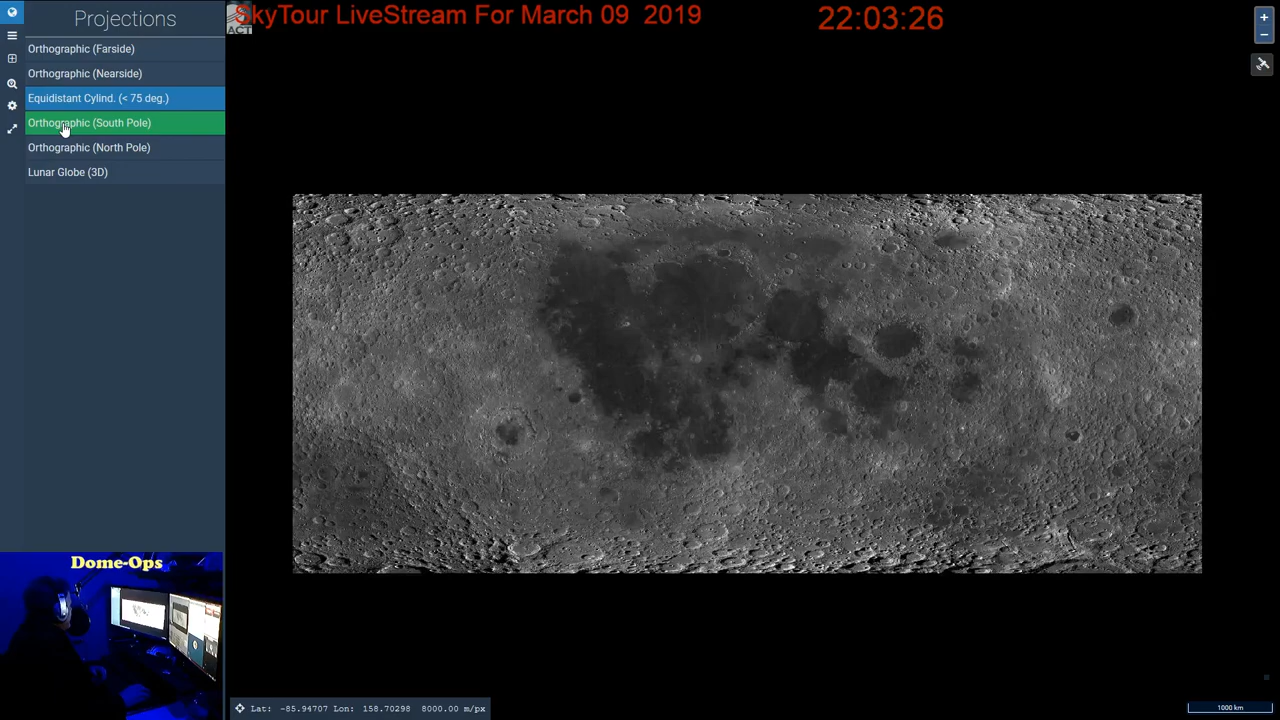 Projections
Orthographic (Farside)
Orthographic (Nearside)
Equidistant Cylind. (< 75 deg.)
Orthographic (South Pole)
Orthographic (North Pole)
Lunar Globe (3D)
ACT
SkyTour LiveStream For March 09 2019
22:03:26
+
−
Dome-Ops
Lat: -85.94707 Lon: 158.70298 8000.00 m/px
1000 km